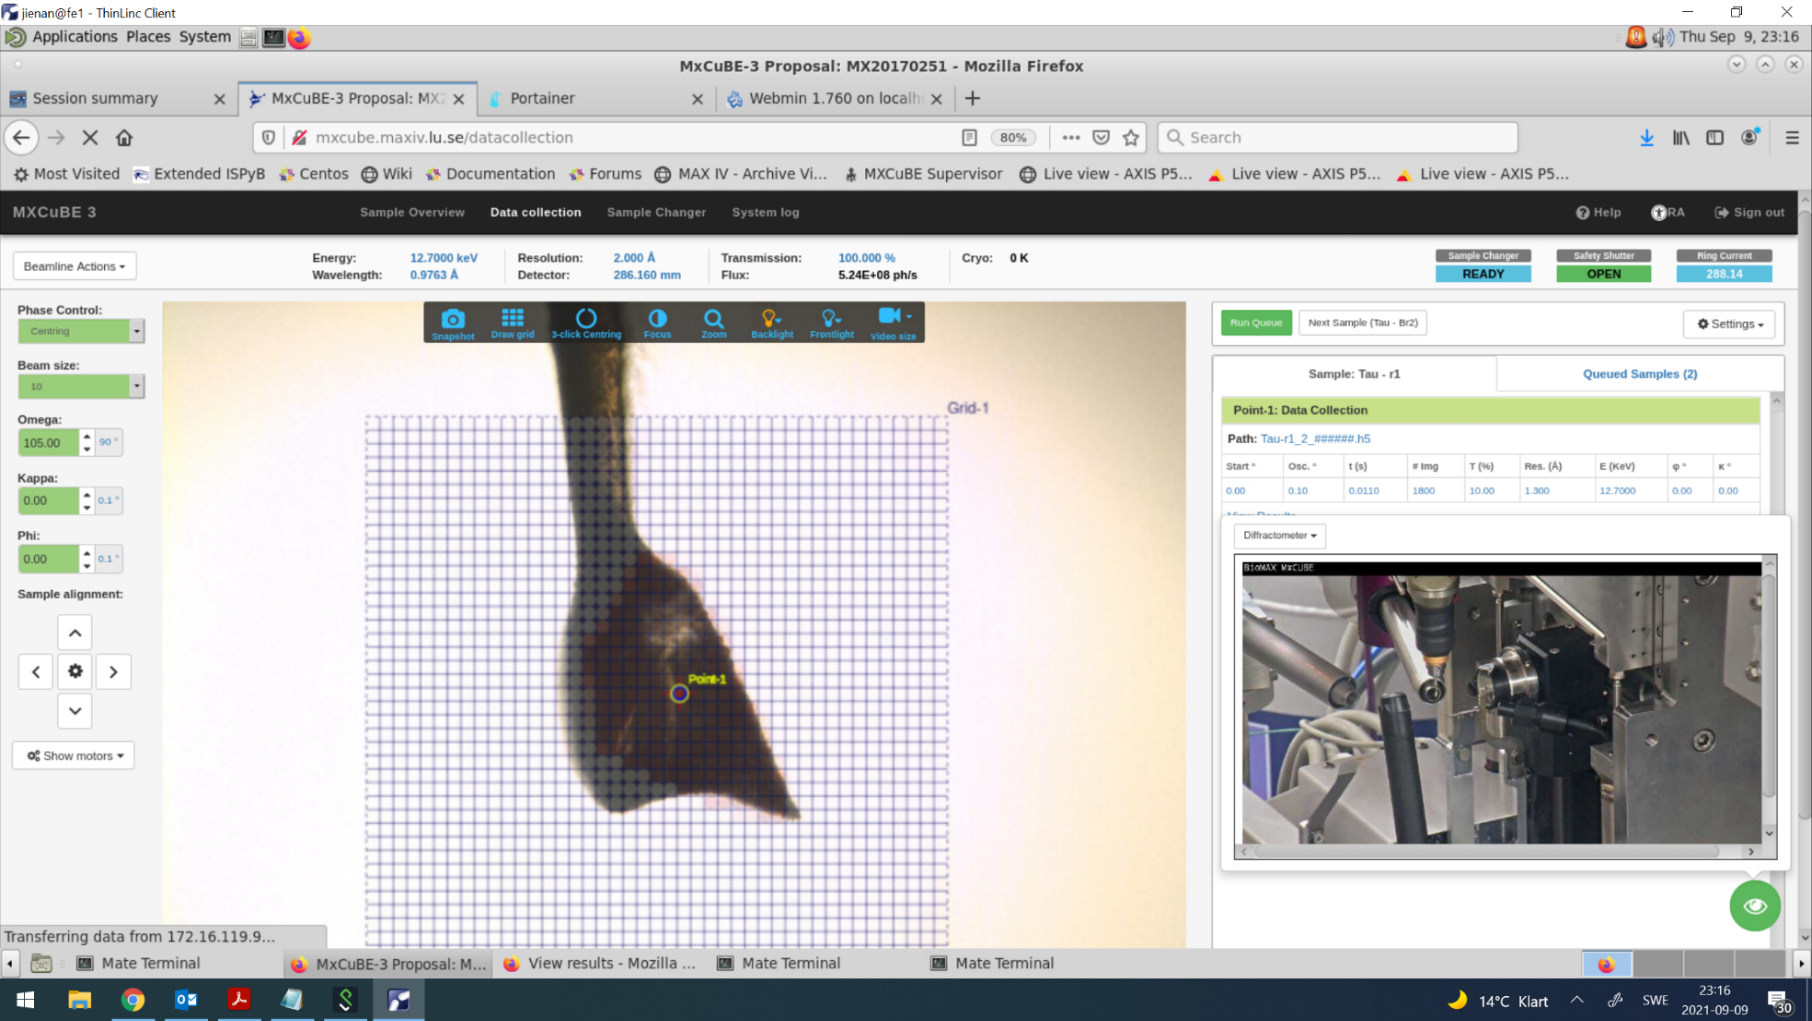 jienan@fe1 - ThinLinc Client
Applications Places System
Thu Sep 9, 23:16
MxCuBE-3 Proposal: MX20170251 - Mozilla Firefox
Session summary
MxCuBE-3 Proposal: MX2
Portainer
Webmin 1.760 on localh
mxcube.maxiv.lu.se/datacollection
80%
Search
Most Visited
Extended ISPyB
Centos
Wiki
Documentation
Forums
MAX IV - Archive Vi...
MXCuBE Supervisor
Live view - AXIS P5...
Live view - AXIS P5...
Live view - AXIS P5...
MXCuBE 3
Sample Overview
Data collection
Sample Changer
System log
Help
RA
Sign out
Beamline Actions
Energy: 12.7000 keV
Wavelength: 0.9763 Å
Resolution: 2.000 Å
Detector: 286.160 mm
Transmission: 100.000 %
Flux: 5.24E+08 ph/s
Cryo: 0 K
Sample Changer
READY
Safety Shutter
OPEN
Ring Current
288.14
Phase Control:
Centring
Beam size:
10
Omega:
105.00 90 °
Kappa:
0.00 0.1 °
Phi:
0.00 0.1 °
Sample alignment:
Show motors
Snapshot
Draw grid
3-click Centring
Focus
Zoom
Backlight
Frontlight
Video size
Grid-1
Point-1
Run Queue
Next Sample (Tau - Br2)
Settings
Sample: Tau - r1
Queued Samples (2)
Point-1: Data Collection
Path: Tau-r1_2_######.h5
Start ° Osc. ° t (s) # Img T (%) Res. (Å) E (KeV) φ ° κ °
0.00 0.10 0.0110 1800 10.00 1.300 12.7000 0.00 0.00
View Results
Diffractometer
BioMAX MxCUBE
Transferring data from 172.16.119.9...
Mate Terminal
MxCuBE-3 Proposal: M...
View results - Mozilla ...
Mate Terminal
Mate Terminal
14°C Klart
SWE
23:16
2021-09-09
30